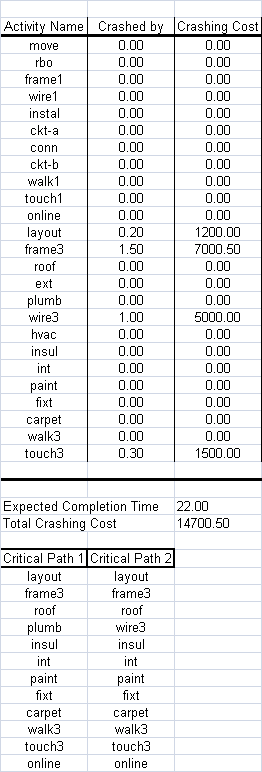 Activity Name Crashed by Crashing Cost
move 0.00 0.00
rbo 0.00 0.00
frame1 0.00 0.00
wire1 0.00 0.00
instal 0.00 0.00
ckt-a 0.00 0.00
conn 0.00 0.00
ckt-b 0.00 0.00
walk1 0.00 0.00
touch1 0.00 0.00
online 0.00 0.00
layout 0.20 1200.00
frame3 1.50 7000.50
roof 0.00 0.00
ext 0.00 0.00
plumb 0.00 0.00
wire3 1.00 5000.00
hvac 0.00 0.00
insul 0.00 0.00
int 0.00 0.00
paint 0.00 0.00
fixt 0.00 0.00
carpet 0.00 0.00
walk3 0.00 0.00
touch3 0.30 1500.00
Expected Completion Time 22.00
Total Crashing Cost 14700.50
Critical Path 1 Critical Path 2
layout layout
frame3 frame3
roof roof
plumb wire3
insul insul
int int
paint paint
fixt fixt
carpet carpet
walk3 walk3
touch3 touch3
online online